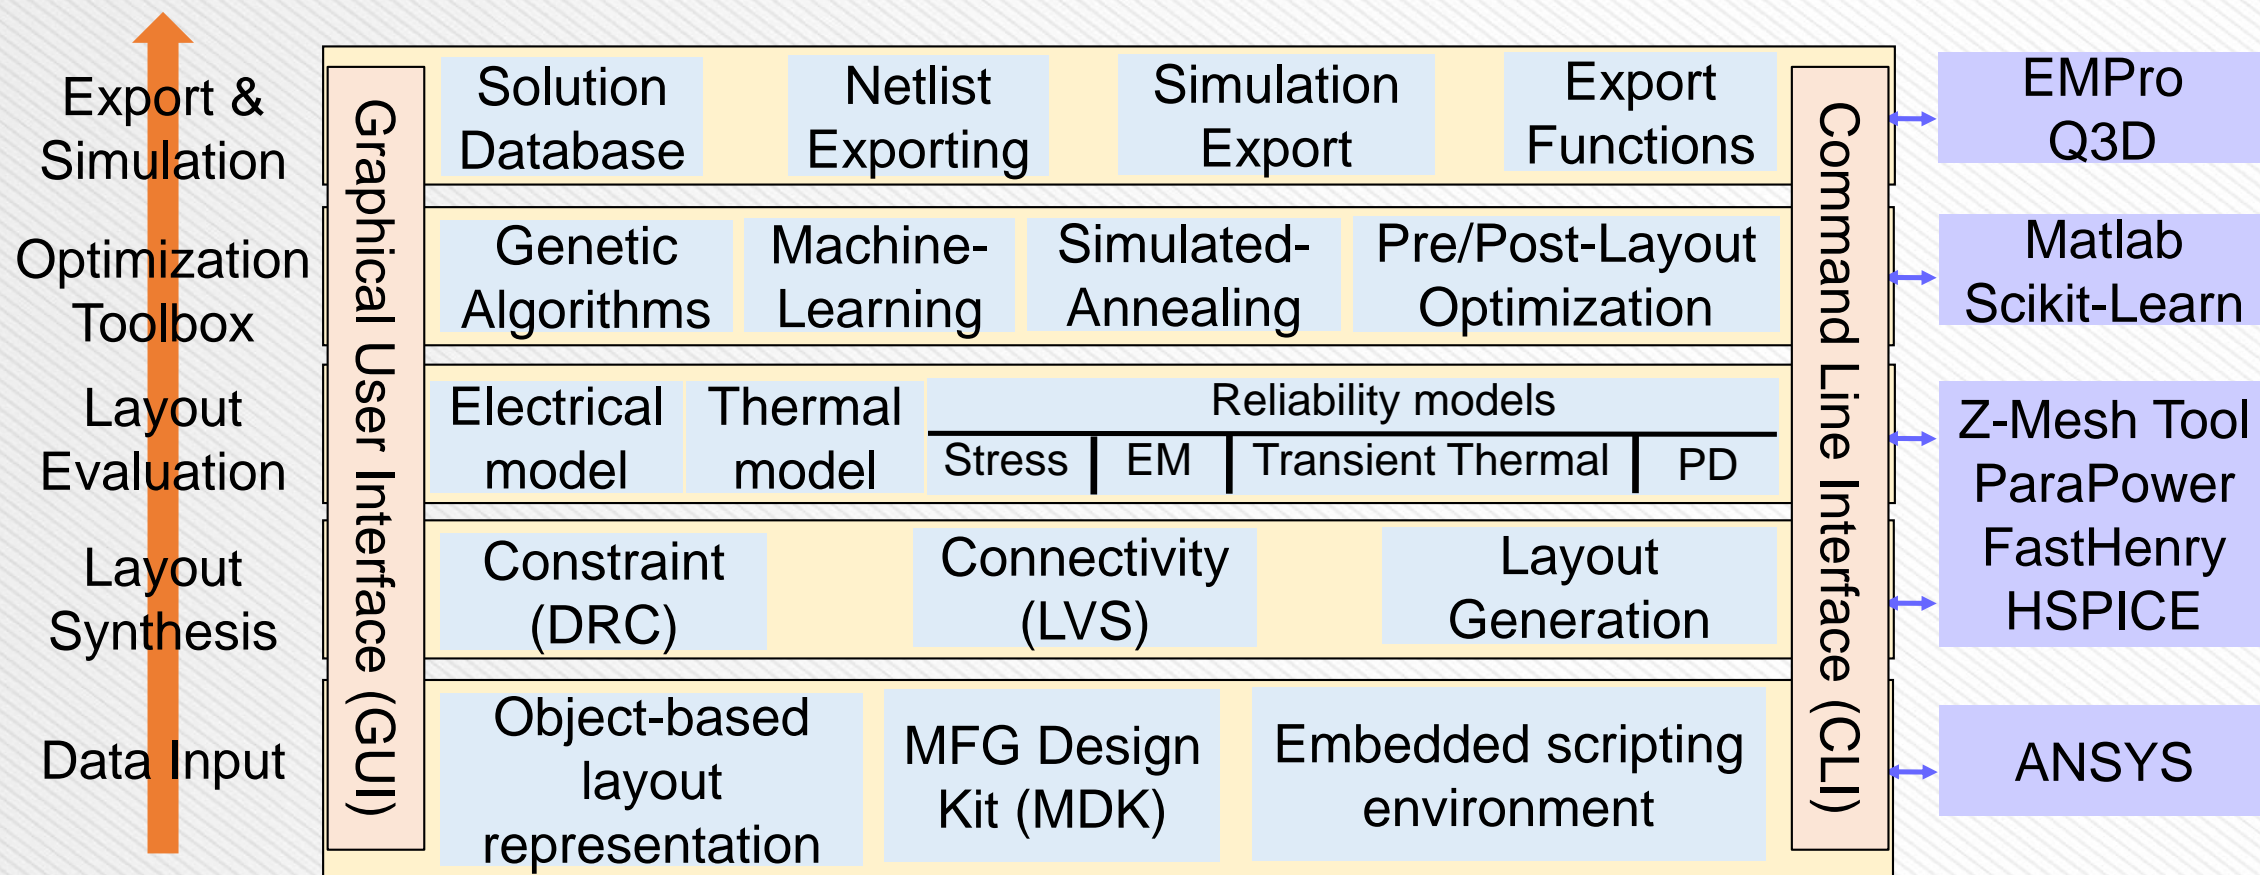 Export &
Simulation
Optimization
Toolbox
Layout
Evaluation
Layout
Synthesis
Data Input
Graphical User Interface (GUI)
Solution
Database
Netlist
Exporting
Simulation
Export
Export
Functions
Genetic
Algorithms
Machine-
Learning
Simulated-
Annealing
Pre/Post-Layout
Optimization
Electrical
model
Thermal
model
Reliability models
Stress
EM
Transient Thermal
PD
Constraint
(DRC)
Connectivity
(LVS)
Layout
Generation
Object-based
layout
representation
MFG Design
Kit (MDK)
Embedded scripting
environment
Command Line Interface (CLI)
EMPro
Q3D
Matlab
Scikit-Learn
Z-Mesh Tool
ParaPower
FastHenry
HSPICE
ANSYS